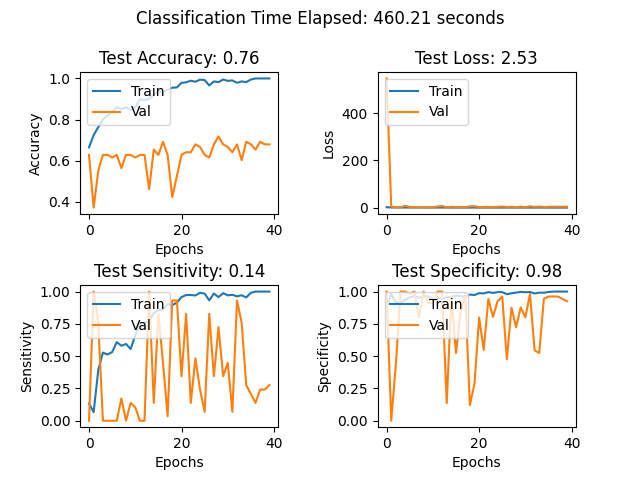 Classification Time Elapsed: 460.21 seconds
Test Accuracy: 0.76
1.0
0.8
0.6
0.4
Accuracy
Train
Val
0
20
40
Epochs
Test Loss: 2.53
400
200
0
Loss
Train
Val
0
20
40
Epochs
Test Sensitivity: 0.14
1.00
0.75
0.50
0.25
0.00
Sensitivity
Train
Val
0
20
40
Epochs
Test Specificity: 0.98
1.00
0.75
0.50
0.25
0.00
Specificity
Train
Val
0
20
40
Epochs